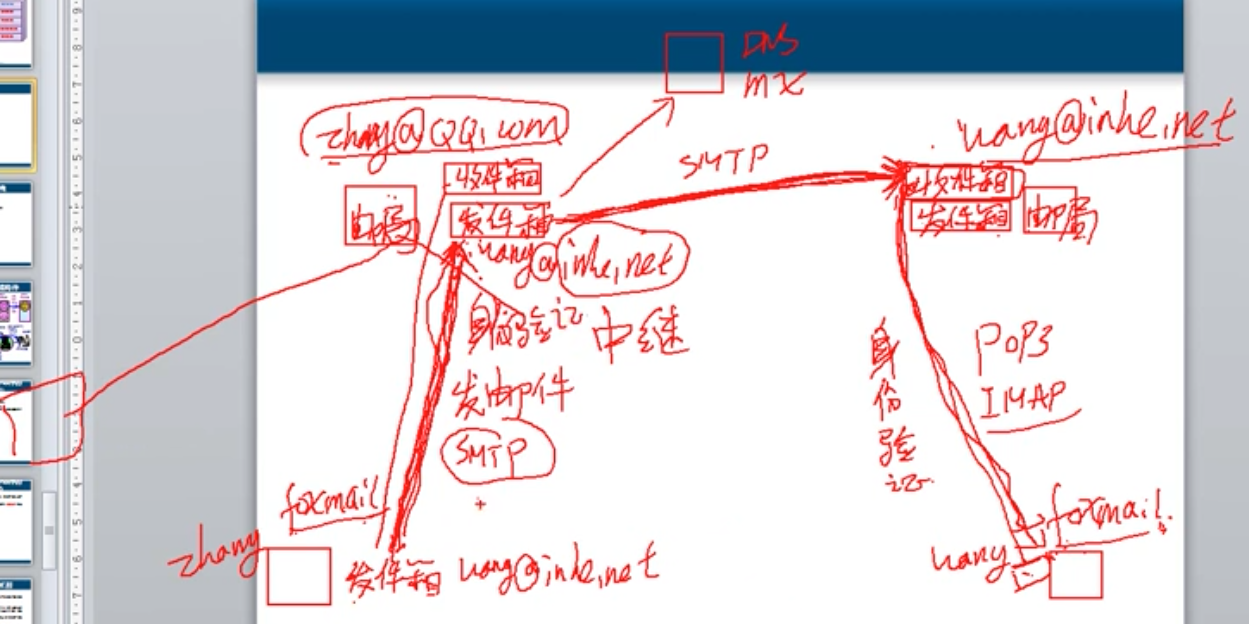 DNS
mx
zhang@QQ.com
收件箱
邮局
发件箱
wang@inhe.net
身份验证
中继
发邮件
SMTP
foxmail
zhang
发件箱 wang@inhe.net
SMTP
wang@inhe.net
收件箱
发件箱 邮局
身份验证
POP3
IMAP
foxmail
wang